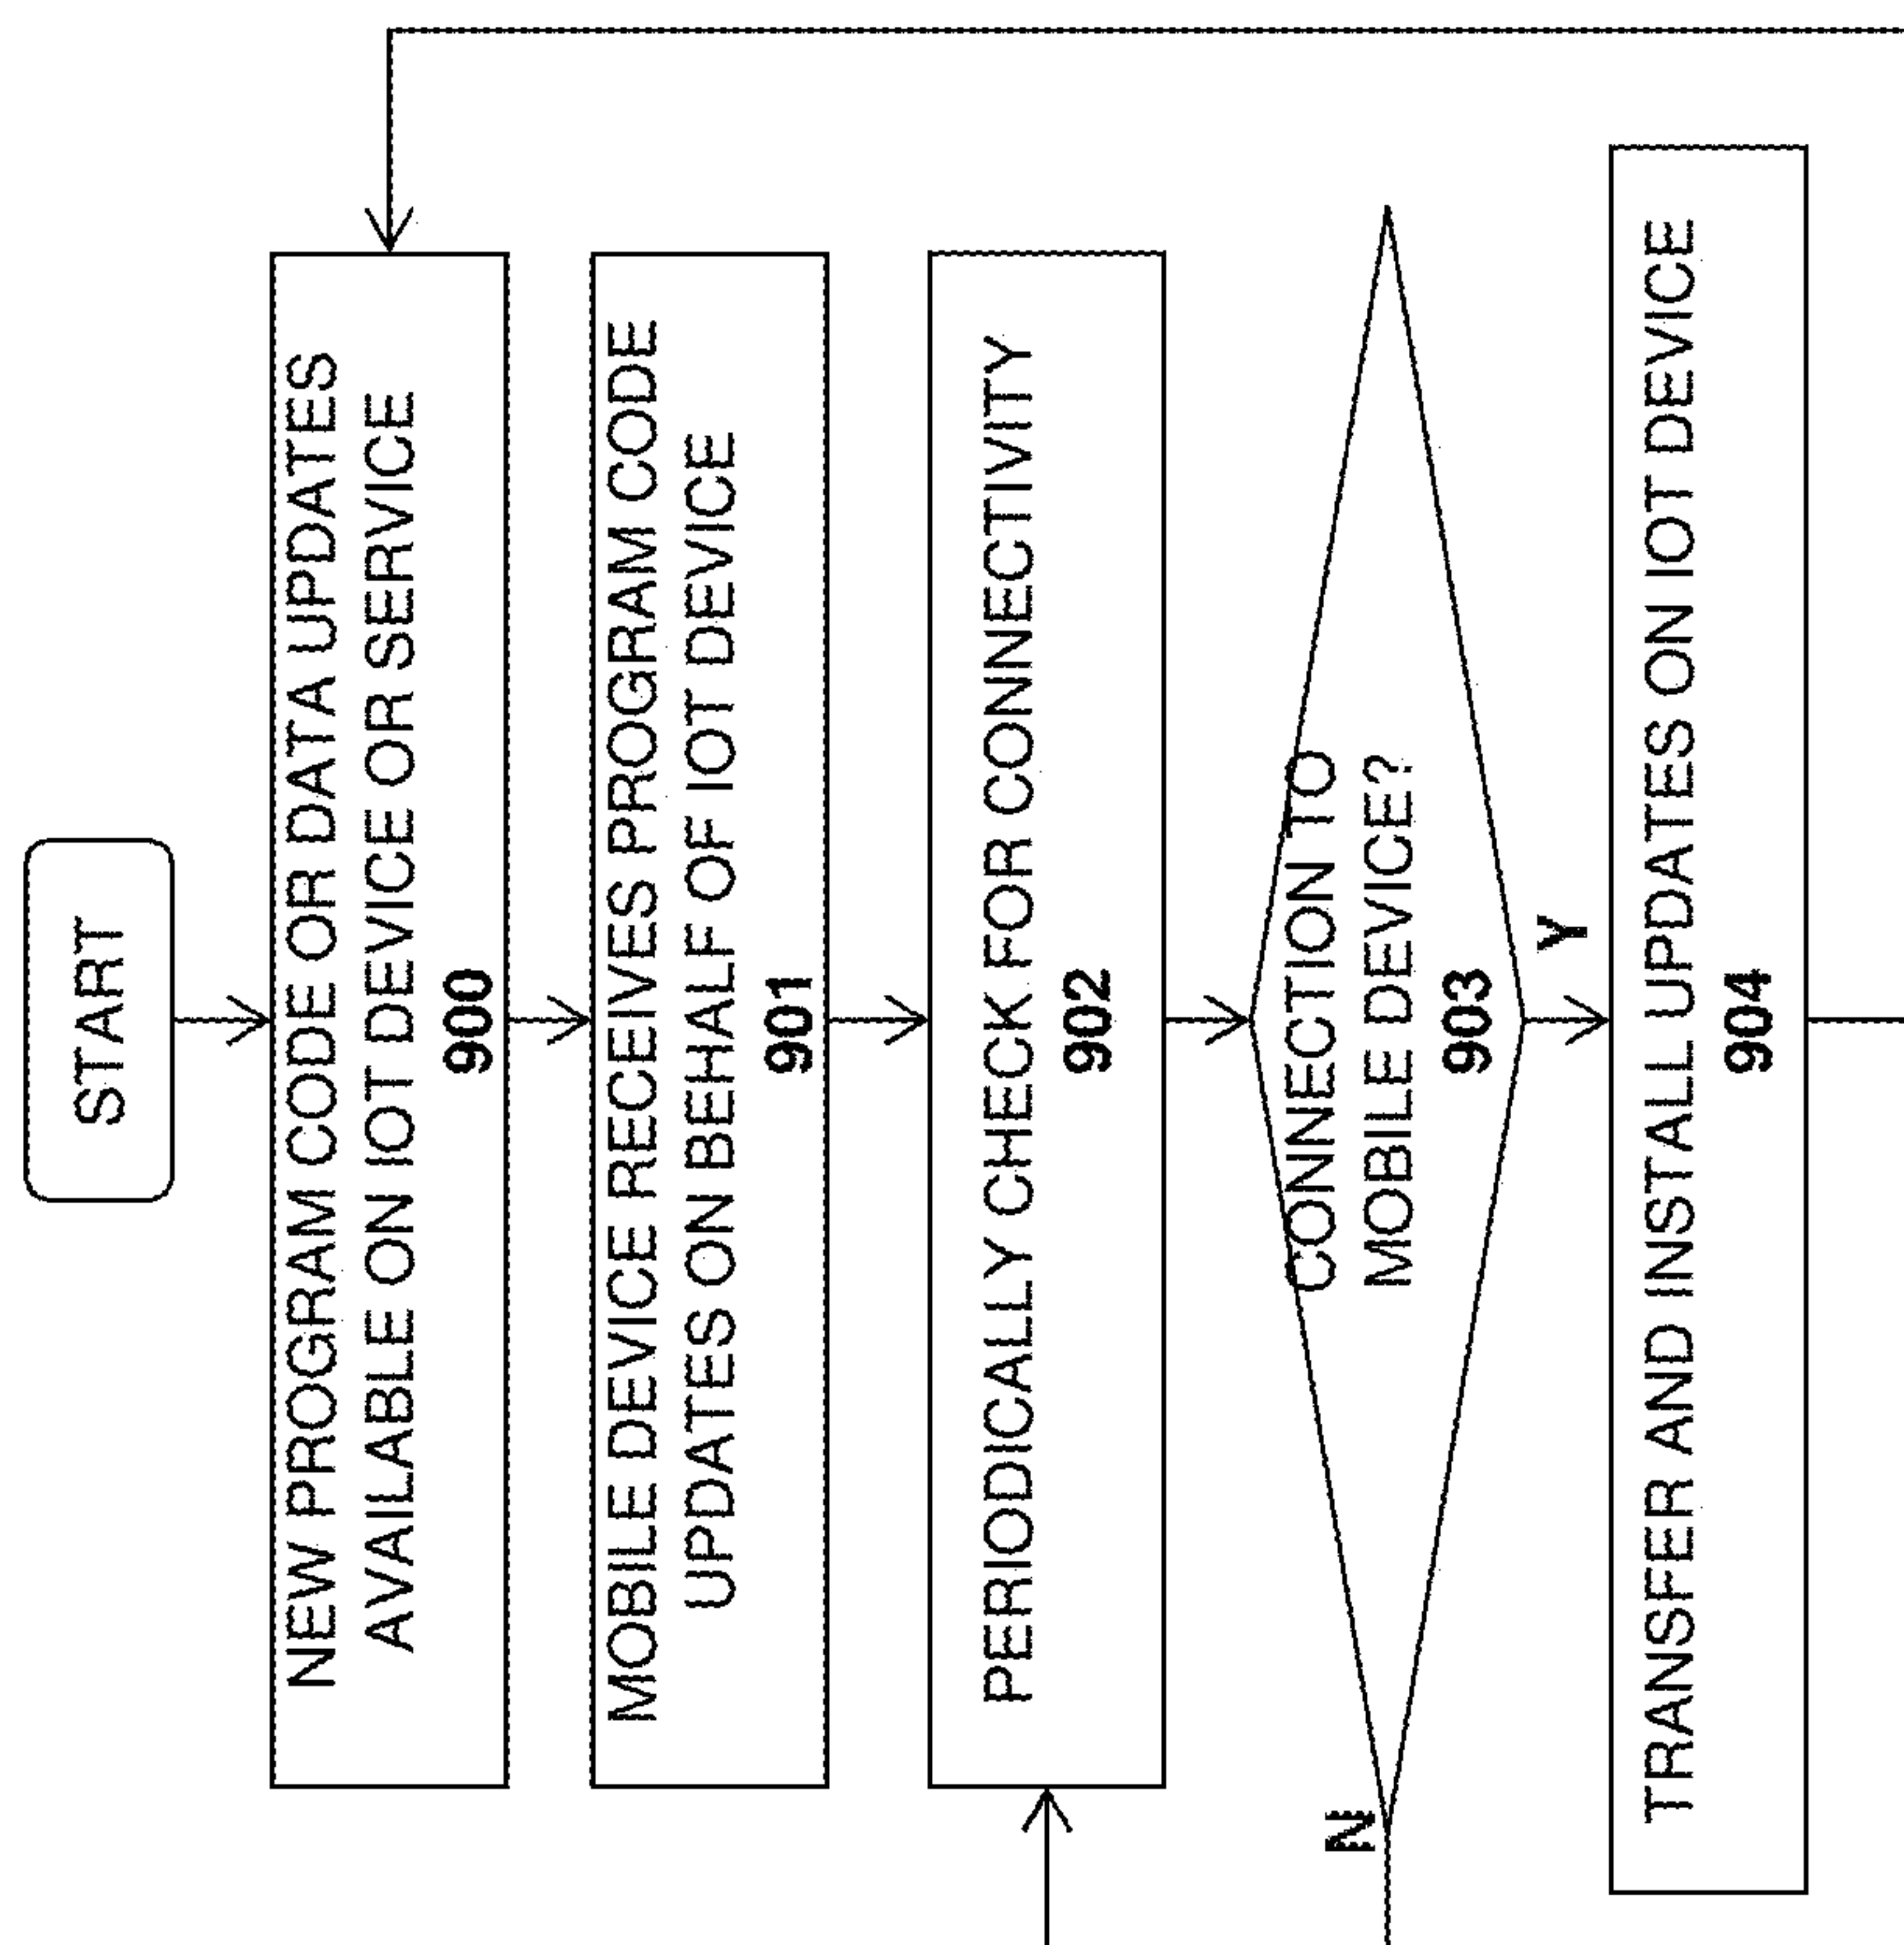 START
NEW PROGRAM CODE OR DATA UPDATES
AVAILABLE ON IOT DEVICE OR SERVICE
900
MOBILE DEVICE RECEIVES PROGRAM CODE
UPDATES ON BEHALF OF IOT DEVICE
901
PERIODICALLY CHECK FOR CONNECTIVITY
902
CONNECTION TO
MOBILE DEVICE?
903
N
Y
TRANSFER AND INSTALL UPDATES ON IOT DEVICE
904